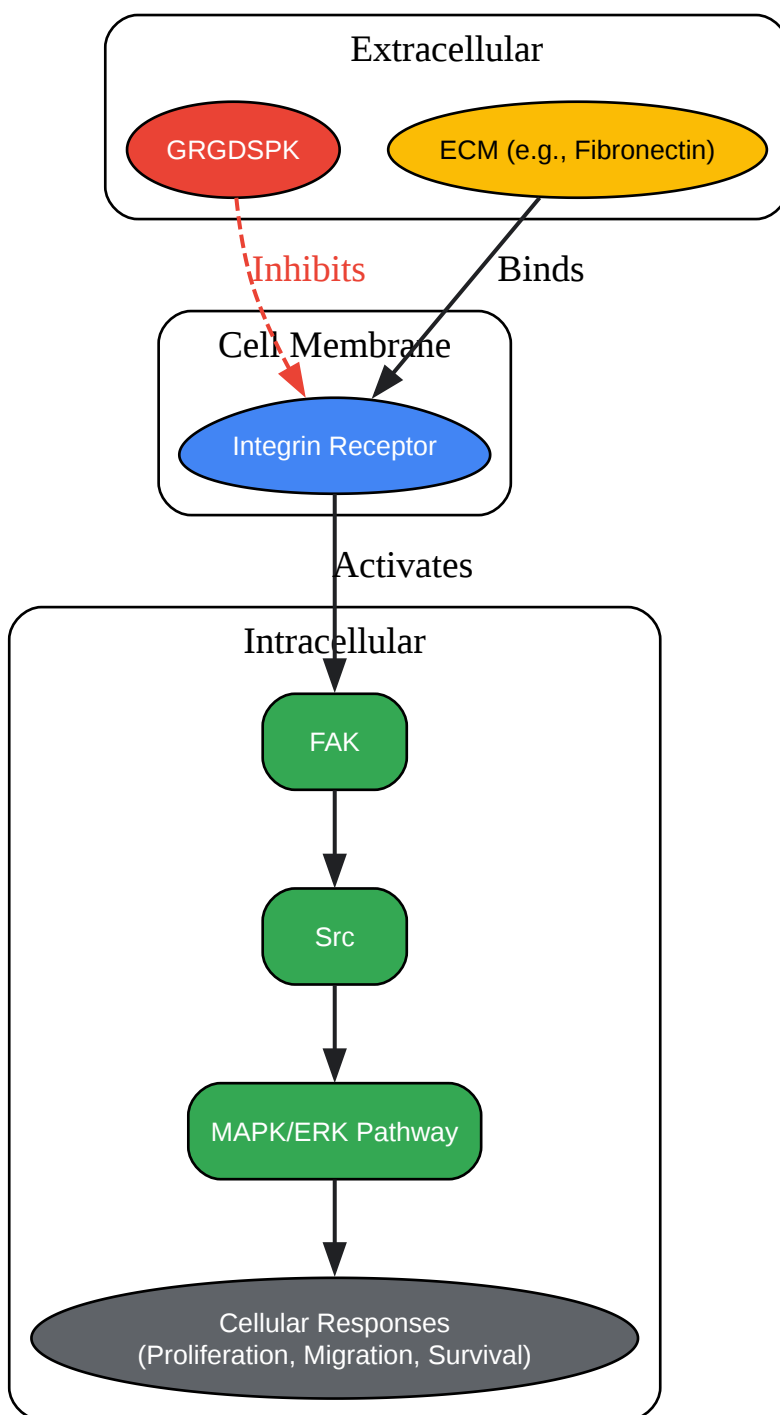 Extracellular
GRGDSPK
ECM (e.g., Fibronectin)
Inhibits
Binds
Cell Membrane
Integrin Receptor
Activates
Intracellular
FAK
Src
MAPK/ERK Pathway
Cellular Responses
(Proliferation, Migration, Survival)